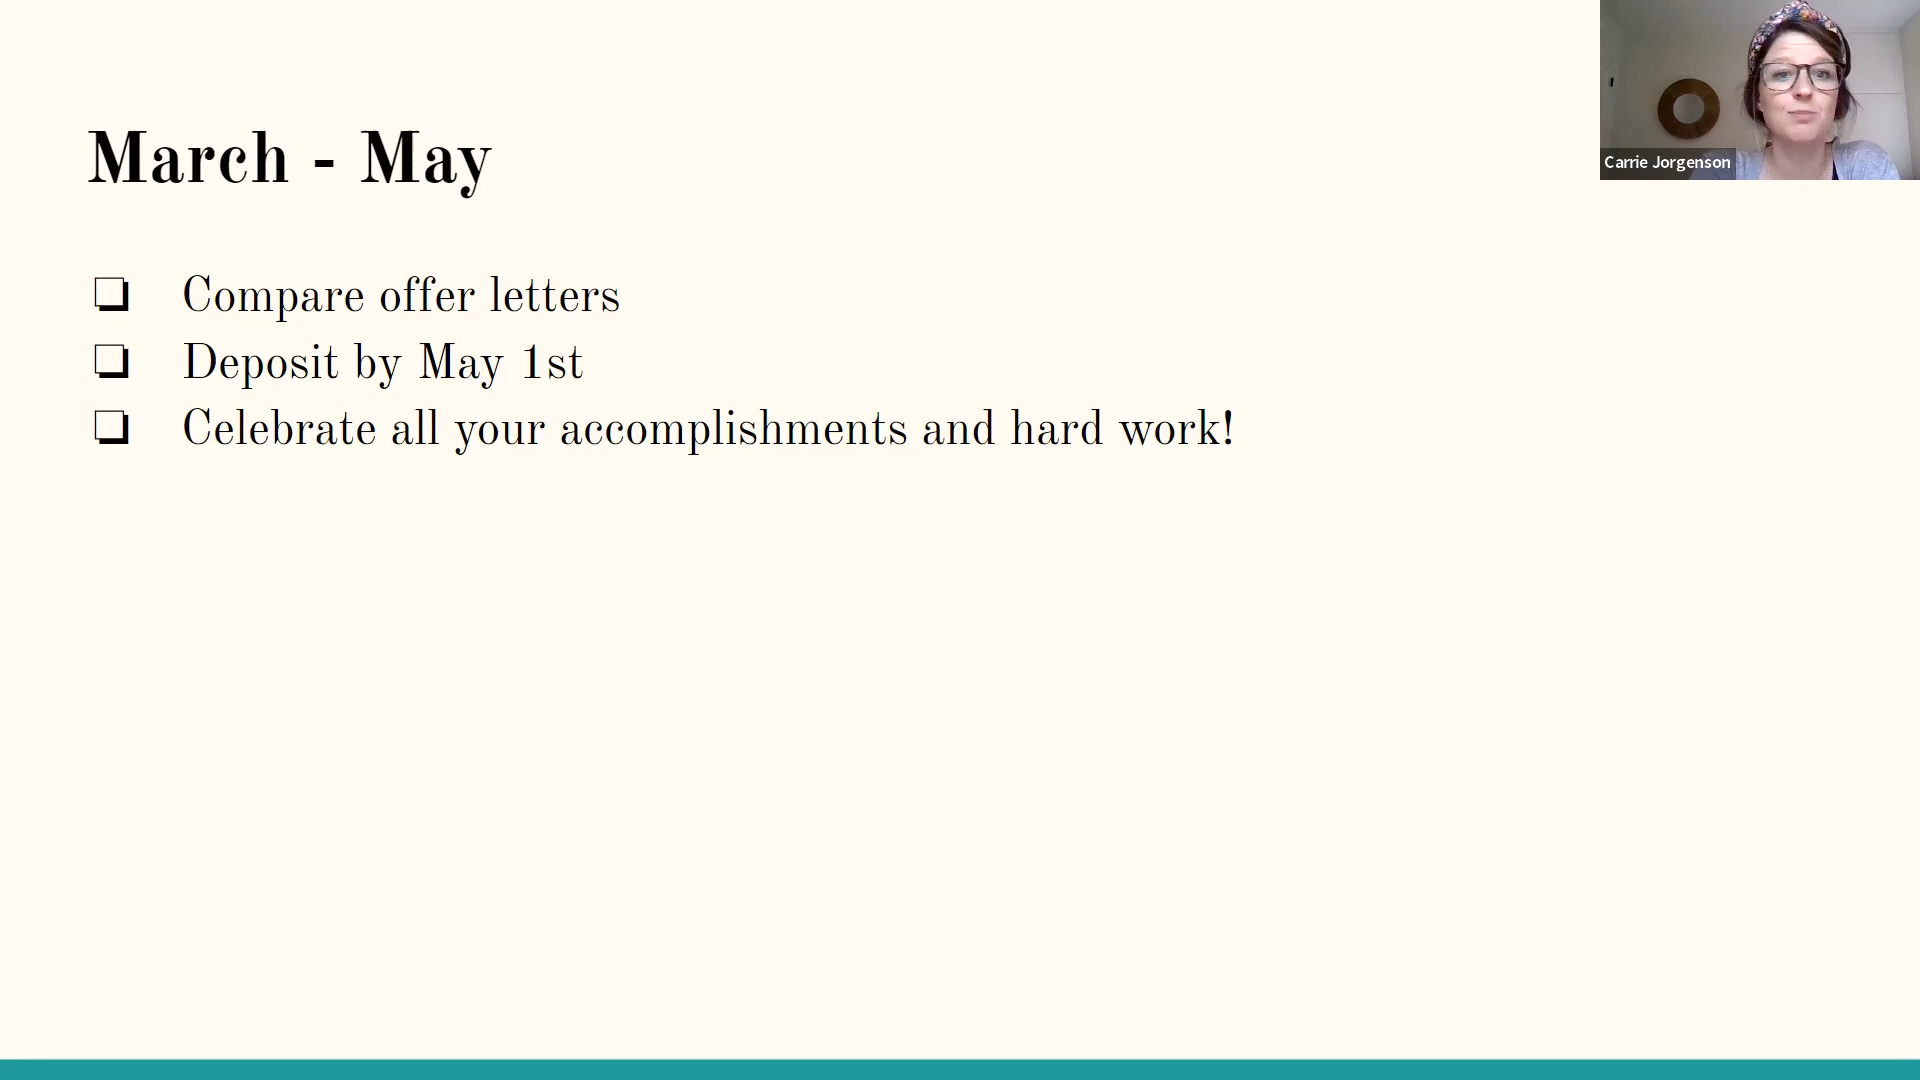 March - May
❏ Compare offer letters
❏ Deposit by May 1st
❏ Celebrate all your accomplishments and hard work!
Carrie Jorgenson